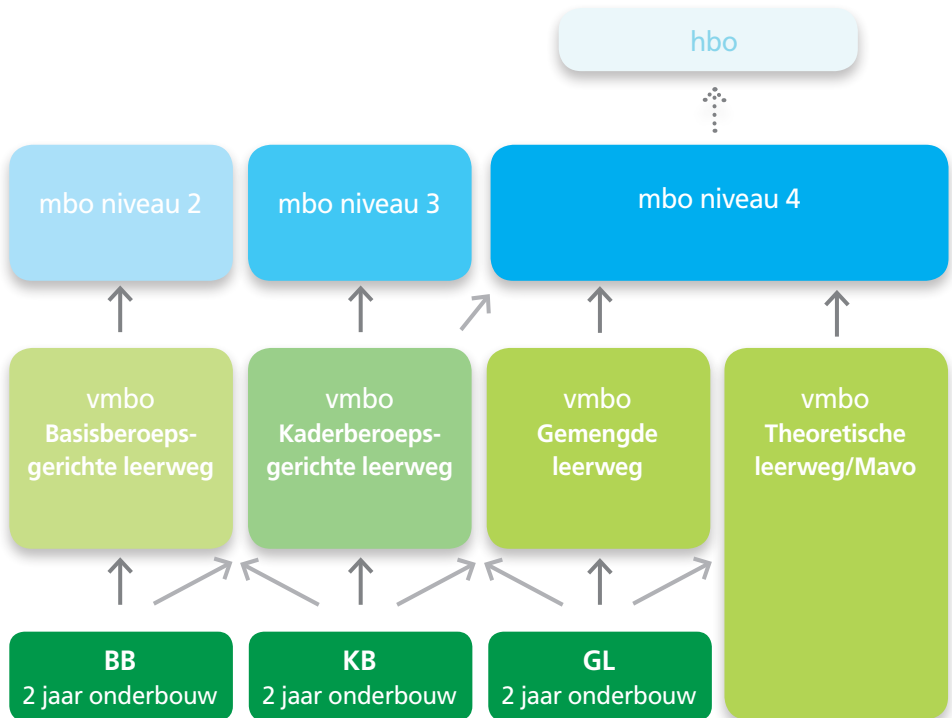 hbo
mbo niveau 2
mbo niveau 3
mbo niveau 4
vmbo
Basisberoeps-
gerichte leerweg
vmbo
Kaderberoeps-
gerichte leerweg
vmbo
Gemengde
leerweg
vmbo
Theoretische
leerweg/Mavo
BB
2 jaar onderbouw
KB
2 jaar onderbouw
GL
2 jaar onderbouw